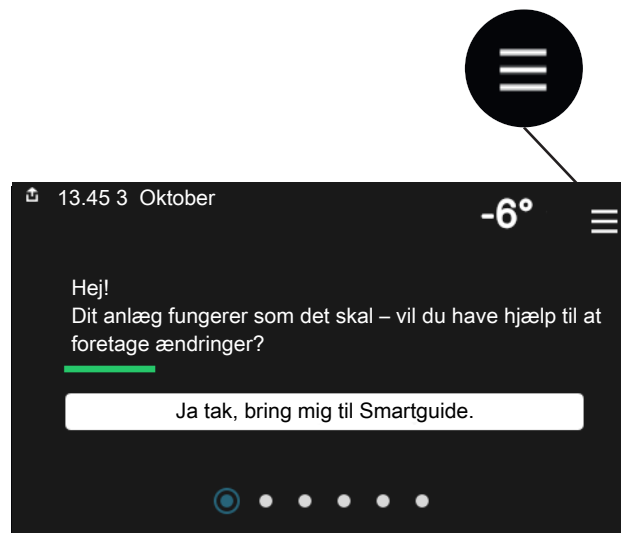 13.45 3 Oktober
-6°
Hej!
Dit anlæg fungerer som det skal – vil du have hjælp til at
foretage ændringer?
Ja tak, bring mig til Smartguide.